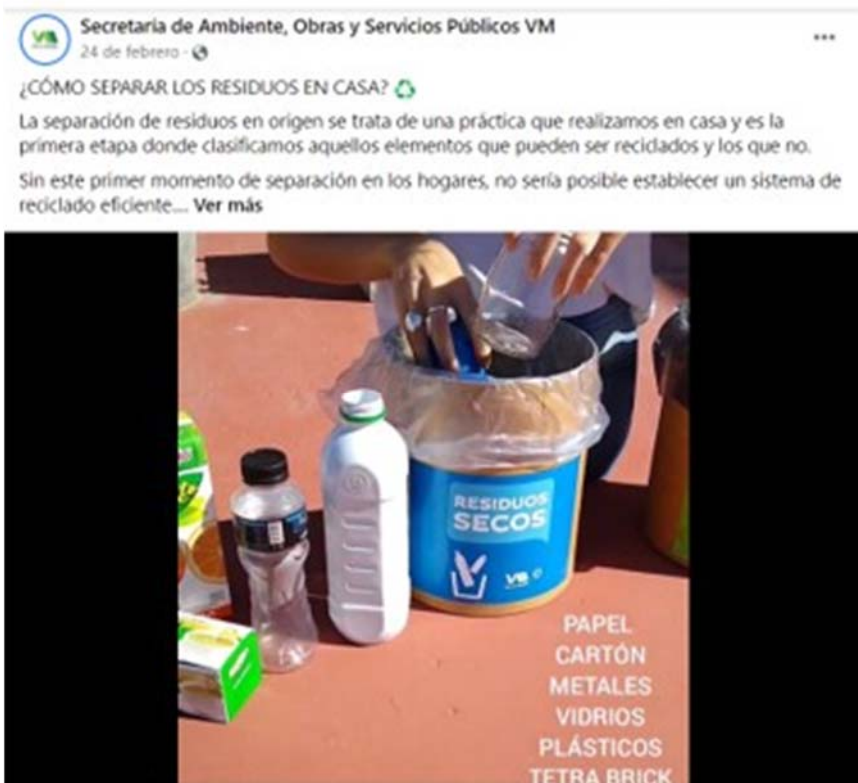 Secretaría de Ambiente, Obras y Servicios Públicos VM
24 de febrero ·
¿CÓMO SEPARAR LOS RESIDUOS EN CASA?
La separación de residuos en origen se trata de una práctica que realizamos en casa y es la
primera etapa donde clasificamos aquellos elementos que pueden ser reciclados y los que no.
Sin este primer momento de separación en los hogares, no sería posible establecer un sistema de
reciclado eficiente.... Ver más
RESIDUOS
SECOS
PAPEL
CARTÓN
METALES
VIDRIOS
PLÁSTICOS
TETRA BRICK